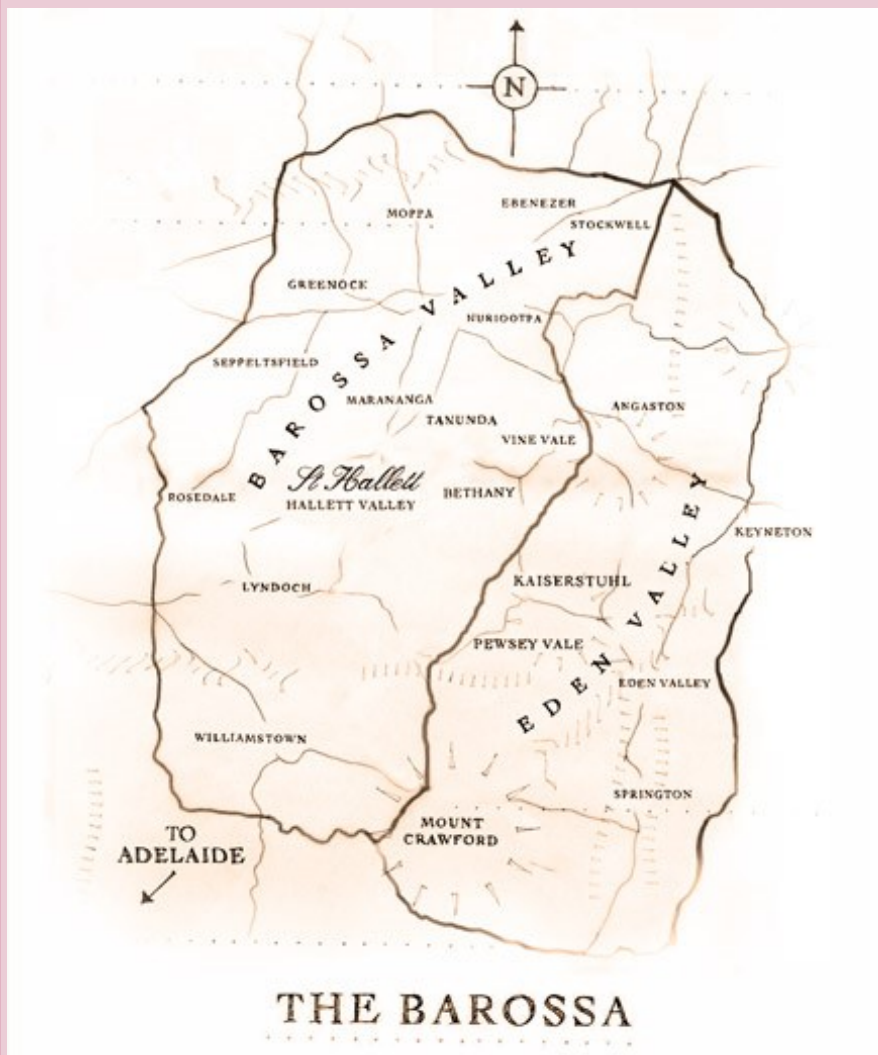 N
EBENEZER
MOPPA
STOCKWELL
BAROSSA VALLEY
GREENOCK
NURIOOTPA
SEPPELTSFIELD
MARANANGA
ANGASTON
TANUNDA
VINE VALE
St Hallett
HALLETT VALLEY
BETHANY
ROSEDALE
EDEN VALLEY
KEYNETON
KAISERSTUHL
LYNDOCH
PEWSEY VALE
EDEN VALLEY
WILLIAMSTOWN
SPRINGTON
MOUNT
CRAWFORD
TO
ADELAIDE
THE BAROSSA